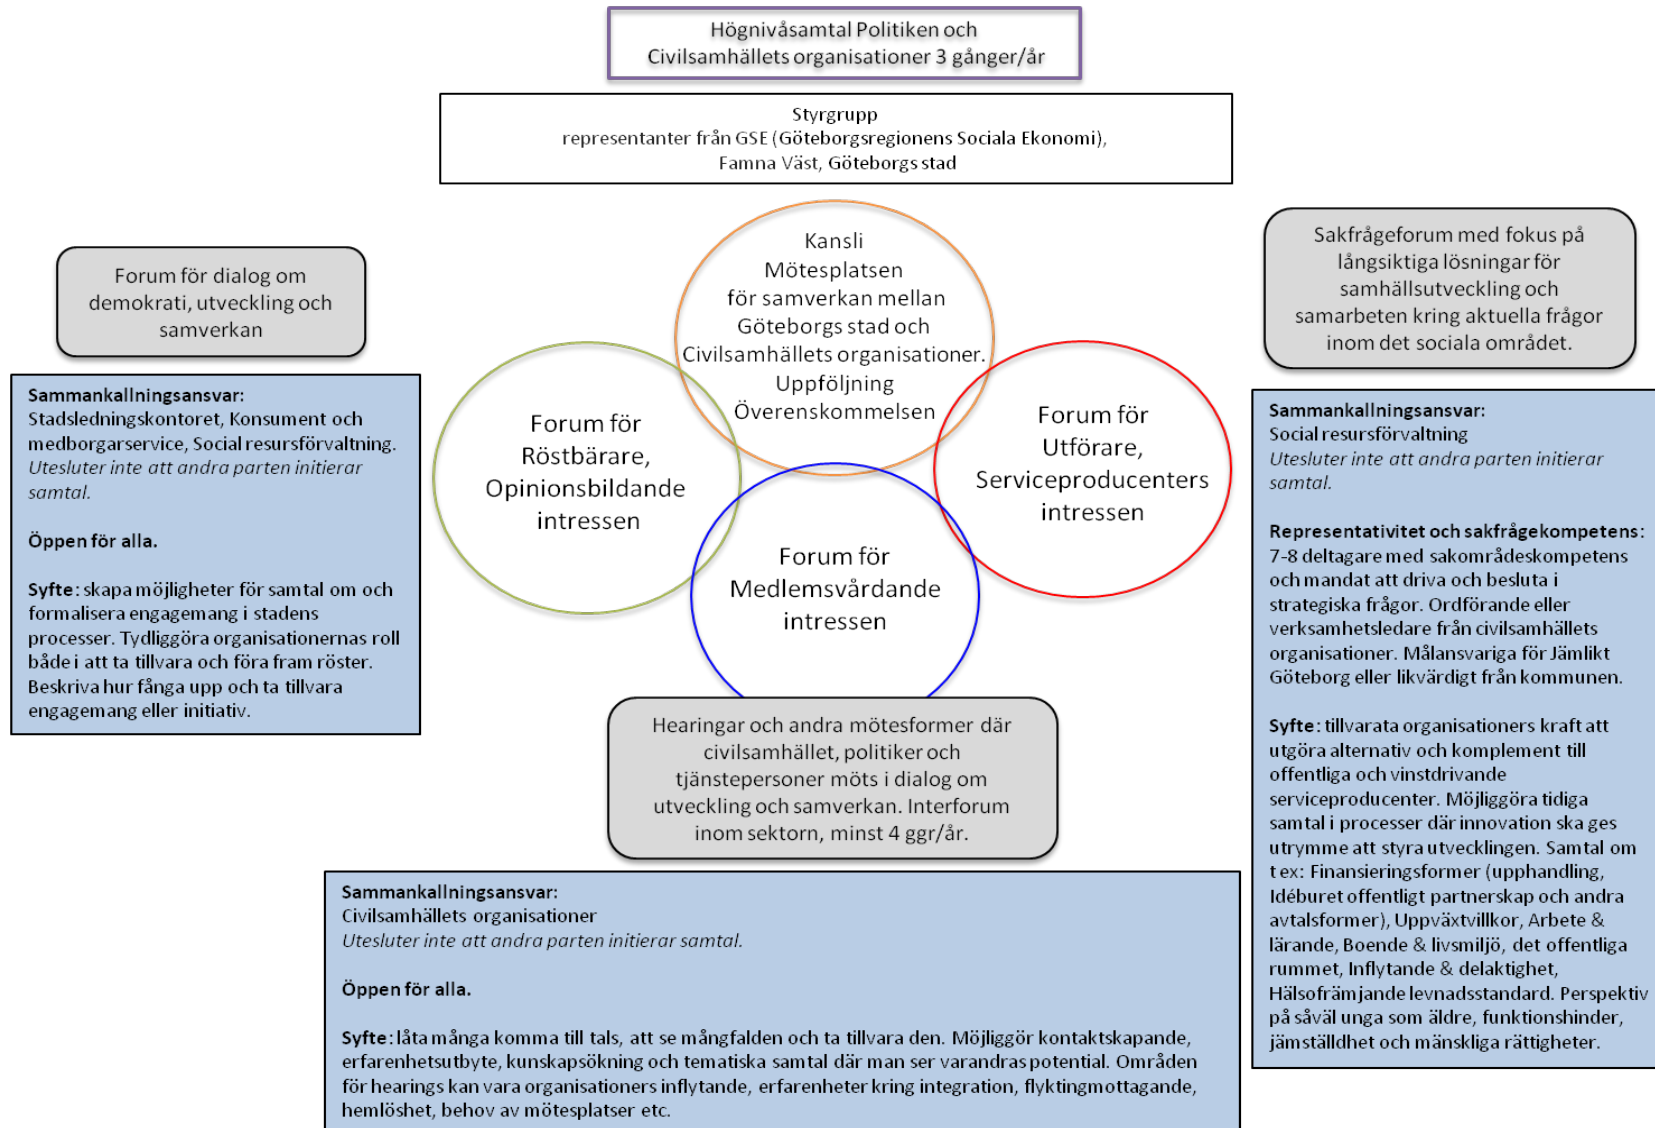 Högnivåsamtal Politiken och
Civilsamhällets organisationer 3 gånger/år
Styrgrupp
representanter från GSE (Göteborgsregionens Sociala Ekonomi),
Famna Väst, Göteborgs stad
Kansli
Mötesplatsen
för samverkan mellan
Göteborgs stad och
Civilsamhällets organisationer.
Uppföljning
Överenskommelsen
Forum för dialog om
demokrati, utveckling och
samverkan
Sammankallningsansvar:
Stadsledningskontoret, Konsument och
medborgarservice, Social resursförvaltning.
Utesluter inte att andra parten initierar
samtal.
Öppen för alla.
Syfte: skapa möjligheter för samtal om och
formalisera engagemang i stadens
processer. Tydliggöra organisationernas roll
både i att ta tillvara och föra fram röster.
Beskriva hur fånga upp och ta tillvara
engagemang eller initiativ.
Forum för
Röstbärare,
Opinionsbildande
intressen
Forum för
Medlemsvårdande
intressen
Forum för
Utförare,
Serviceproducenters
intressen
Sakfrågeforum med fokus på
långsiktiga lösningar för
samhällsutveckling och
samarbeten kring aktuella frågor
inom det sociala området.
Sammankallningsansvar:
Social resursförvaltning
Utesluter inte att andra parten initierar
samtal.
Representativitet och sakfrågekompetens:
7-8 deltagare med sakområdeskompetens
och mandat att driva och besluta i
strategiska frågor. Ordförande eller
verksamhetsledare från civilsamhällets
organisationer. Målansvariga för Jämlikt
Göteborg eller likvärdigt från kommunen.
Syfte: tillvarata organisationers kraft att
utgöra alternativ och komplement till
offentliga och vinstdrivande
serviceproducenter. Möjliggöra tidiga
samtal i processer där innovation ska ges
utrymme att styra utvecklingen. Samtal om
t ex: Finansieringsformer (upphandling,
Idéburet offentligt partnerskap och andra
avtalsformer), Uppväxtvillkor, Arbete &
lärande, Boende & livsmiljö, det offentliga
rummet, Inflytande & delaktighet,
Hälsofrämjande levnadsstandard. Perspektiv
på såväl unga som äldre, funktionshinder,
jämställdhet och mänskliga rättigheter.
Hearingar och andra mötesformer där
civilsamhället, politiker och
tjänstepersoner möts i dialog om
utveckling och samverkan. Interforum
inom sektorn, minst 4 ggr/år.
Sammankallningsansvar:
Civilsamhällets organisationer
Utesluter inte att andra parten initierar samtal.
Öppen för alla.
Syfte: låta många komma till tals, att se mångfalden och ta tillvara den. Möjliggör kontaktskapande,
erfarenhetsutbyte, kunskapsökning och tematiska samtal där man ser varandras potential. Områden
för hearings kan vara organisationers inflytande, erfarenheter kring integration, flyktingmottagande,
hemlöshet, behov av mötesplatser etc.